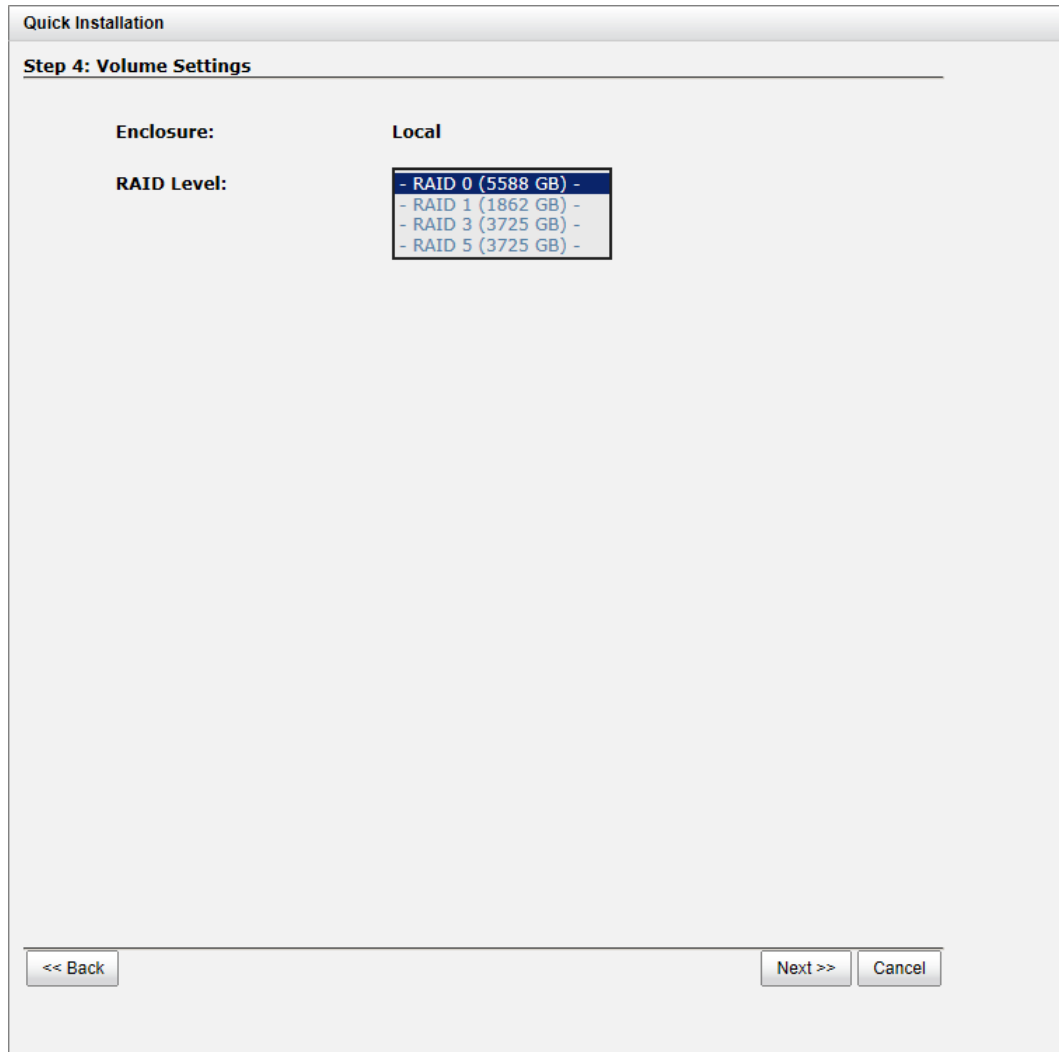 Quick Installation
Step 4: Volume Settings
Enclosure: Local
RAID Level: - RAID 0 (5588 GB) -
- RAID 1 (1862 GB) -
- RAID 3 (3725 GB) -
- RAID 5 (3725 GB) -
<< Back Next >> Cancel